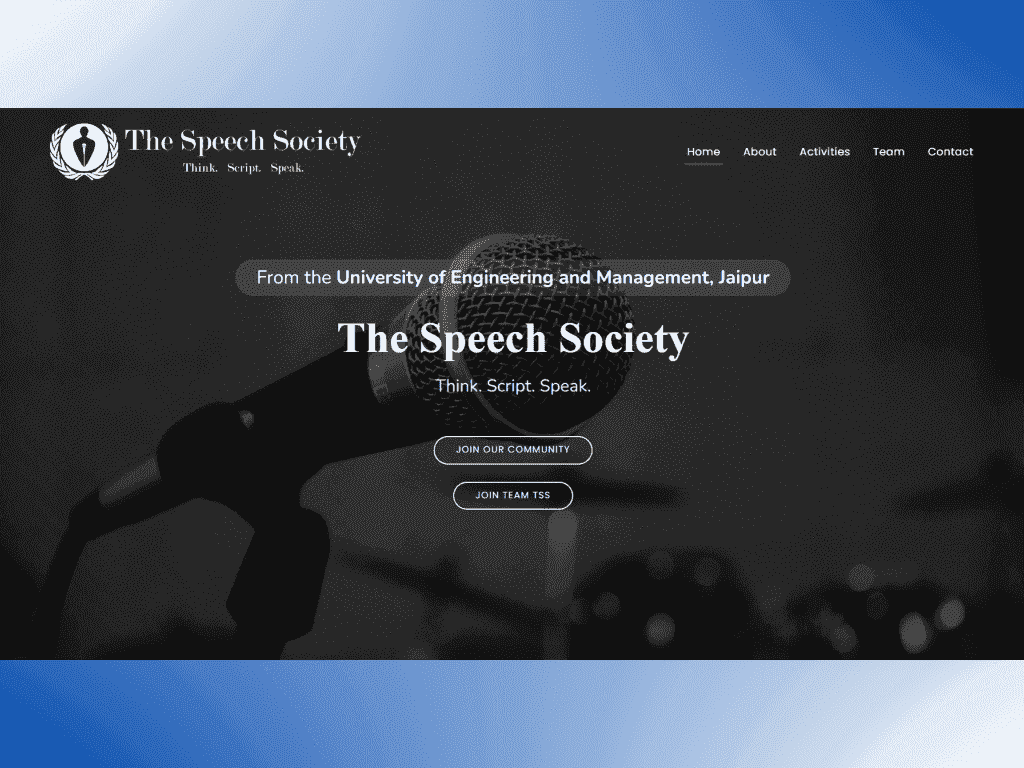 The Speech Society
Think. Script. Speak.
Home About Activities Team Contact
From the University of Engineering and Management, Jaipur
The Speech Society
Think. Script. Speak.
JOIN OUR COMMUNITY
JOIN TEAM TSS